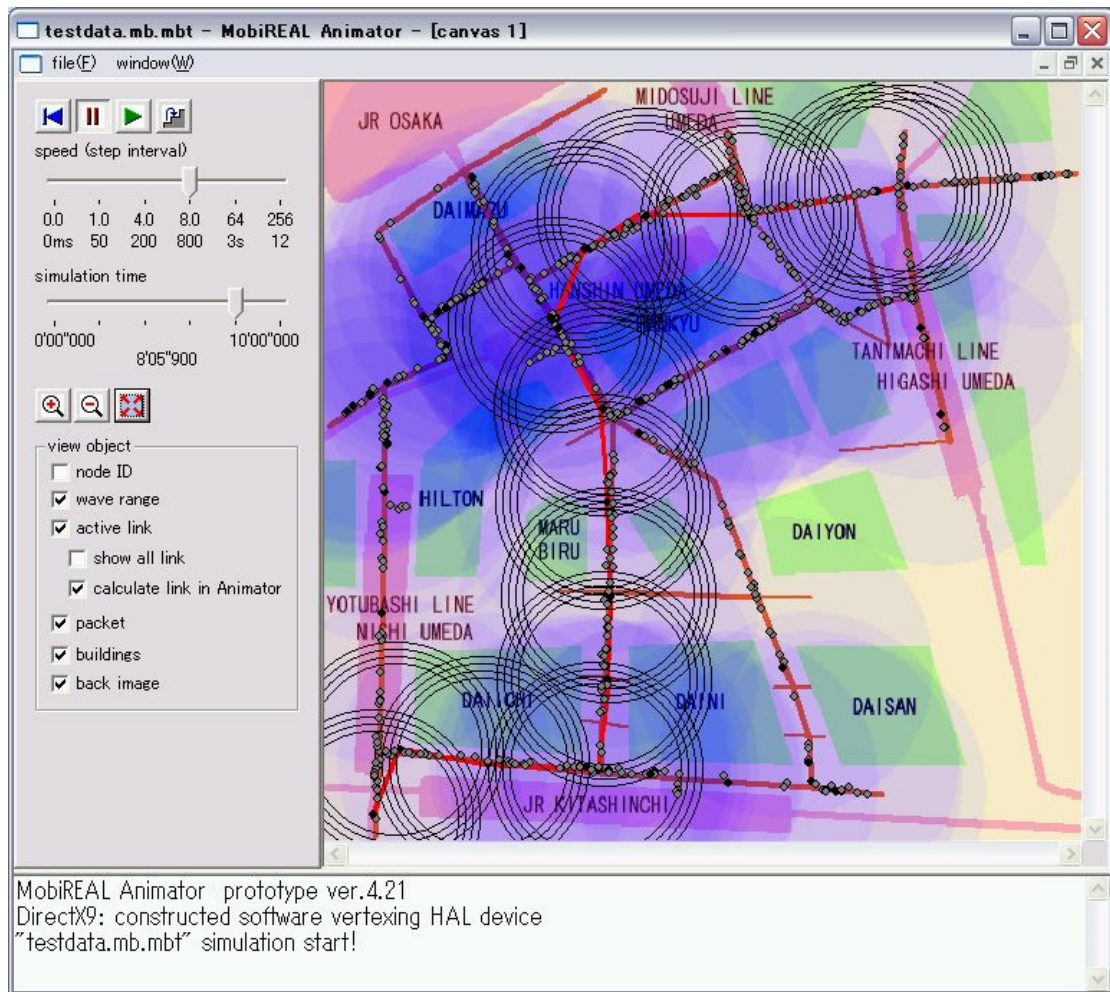 testdata.mb.mbt - MobiREAL Animator - [canvas 1]
file(F) window(W)
speed (step interval)
0.0 1.0 4.0 8.0 64 256
0ms 50 200 800 3s 12
simulation time
0'00"000 10'00"000
8'05"900
view object
node ID
wave range
active link
show all link
calculate link in Animator
packet
buildings
back image
JR OSAKA
MIDOSUJI LINE
UMEDA
DAIMARU
HANSHIN UMEDA
HANKYU
TANIMACHI LINE
HIGASHI UMEDA
HILTON
MARU
BIRU
DAIYON
YOTUBASHI LINE
NISHI UMEDA
DAIICHI
DAINI
DAISAN
JR KITASHINCHI
MobiREAL Animator prototype ver.4.21
DirectX9: constructed software vertexing HAL device
"testdata.mb.mbt" simulation start!